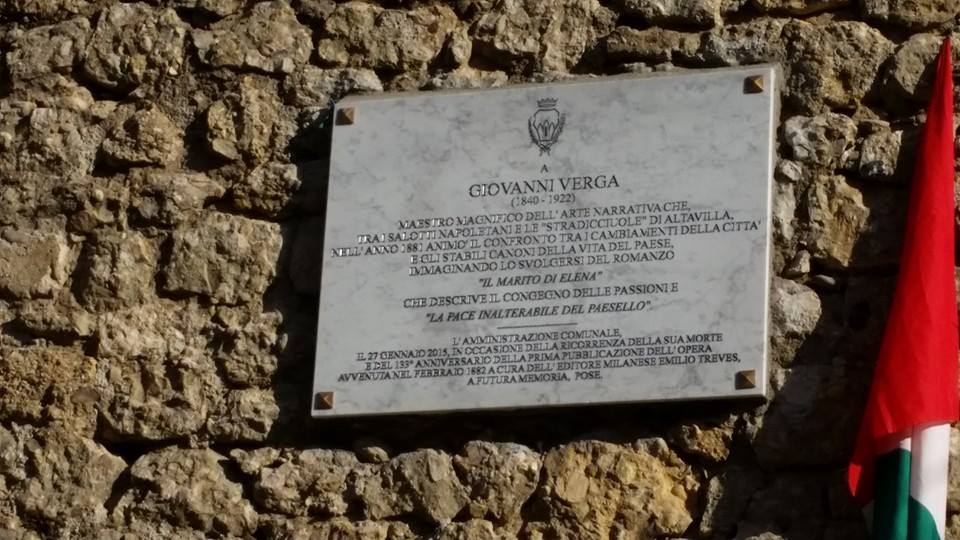 A
GIOVANNI VERGA
(1840 - 1922)
MAESTRO MAGNIFICO DELL' ARTE NARRATIVA CHE,
TRA I SALOTTI NAPOLETANI E LE "STRADICCIUOLE" DI ALTAVILLA,
NELL'ANNO 1881 ANIMO' IL CONFRONTO TRA I CAMBIAMENTI DELLA CITTA'
E GLI STABILI CANONI DELLA VITA DEL PAESE,
IMMAGINANDO LO SVOLGERSI DEL ROMANZO
"IL MARITO DI ELENA"
CHE DESCRIVE IL CONGEGNO DELLE PASSIONI E
"LA PACE INALTERABILE DEL PAESELLO".
L'AMMINISTRAZIONE COMUNALE,
IL 27 GENNAIO 2015, IN OCCASIONE DELLA RICORRENZA DELLA SUA MORTE
E DEL 133° ANNIVERSARIO DELLA PRIMA PUBBLICAZIONE DELL' OPERA
AVVENUTA NEL FEBBRAIO 1882 A CURA DELL' EDITORE MILANESE EMILIO TREVES,
A FUTURA MEMORIA, POSE.